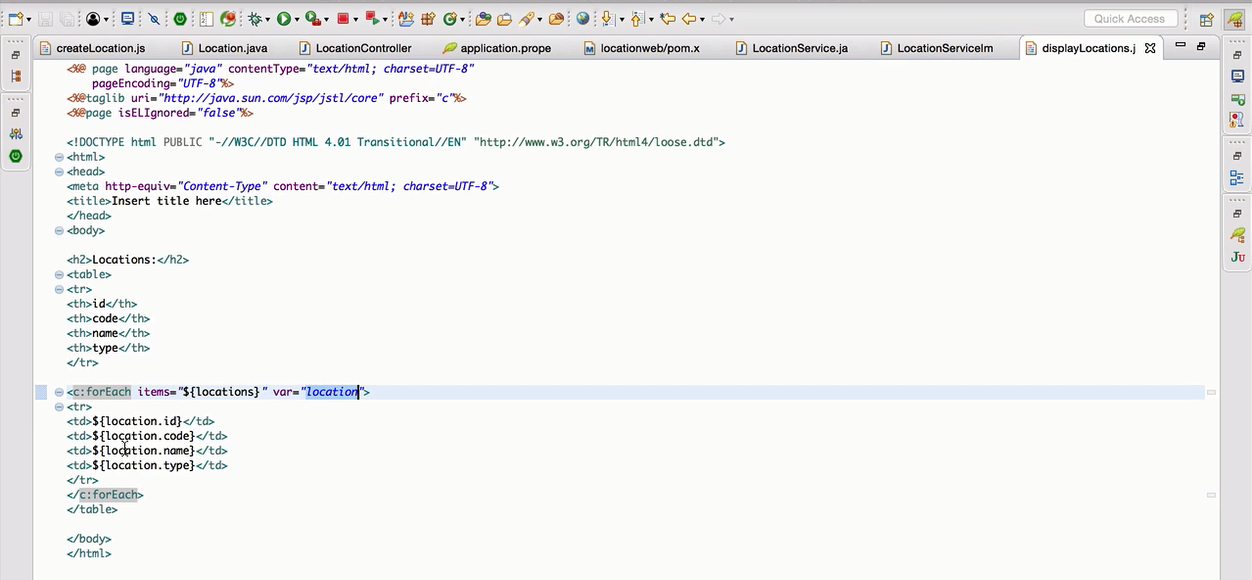 Quick Access
createLocation.js
Location.java
LocationController
application.prope
locationweb/pom.x
LocationService.ja
LocationServiceIm
displayLocations.j
<%@ page language="java" contentType="text/html; charset=UTF-8"
pageEncoding="UTF-8"%>
<%@taglib uri="http://java.sun.com/jsp/jstl/core" prefix="c"%>
<%@page isELIgnored="false"%>
<!DOCTYPE html PUBLIC "-//W3C//DTD HTML 4.01 Transitional//EN" "http://www.w3.org/TR/html4/loose.dtd">
<html>
<head>
<meta http-equiv="Content-Type" content="text/html; charset=UTF-8">
<title>Insert title here</title>
</head>
<body>
<h2>Locations:</h2>
<table>
<tr>
<th>id</th>
<th>code</th>
<th>name</th>
<th>type</th>
</tr>
<c:forEach items="${locations}" var="location">
<tr>
<td>${location.id}</td>
<td>${location.code}</td>
<td>${location.name}</td>
<td>${location.type}</td>
</tr>
</c:forEach>
</table>
</body>
</html>